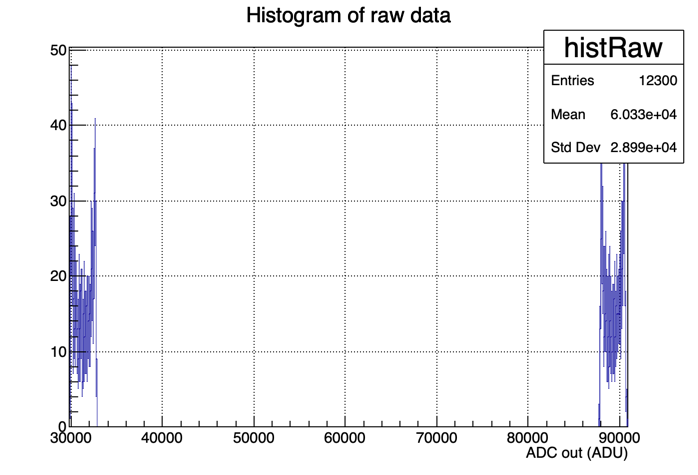 Histogram of raw data
histRaw
Entries 12300
Mean 6.033e+04
Std Dev 2.899e+04
50
40
30
20
10
0
30000 40000 50000 60000 70000 80000 90000
ADC out (ADU)